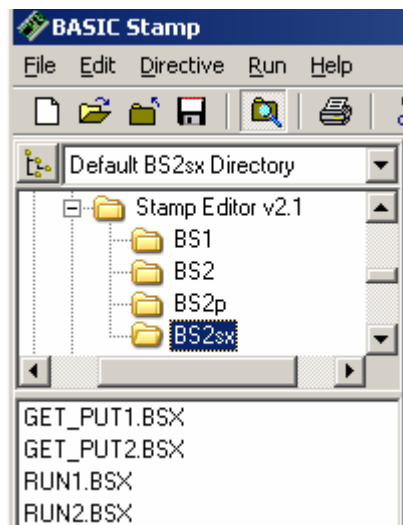 BASIC Stamp
File Edit Directive Run Help
Default BS2sx Directory
Stamp Editor v2.1
BS1
BS2
BS2p
BS2sx
GET_PUT1.BSX
GET_PUT2.BSX
RUN1.BSX
RUN2.BSX